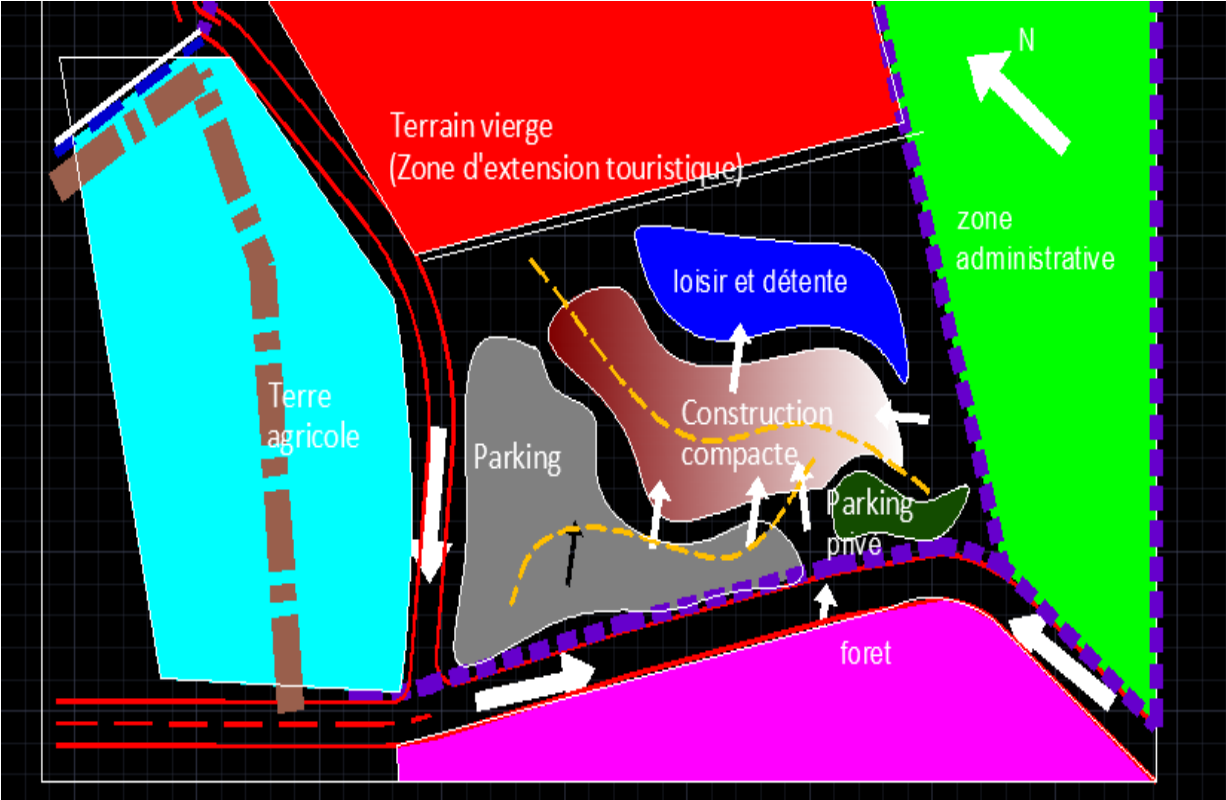 N
Terrain vierge
(Zone d'extension touristique)
zone
administrative
loisir et détente
Terre
agricole
Construction
compacte
Parking
Parking
privé
foret